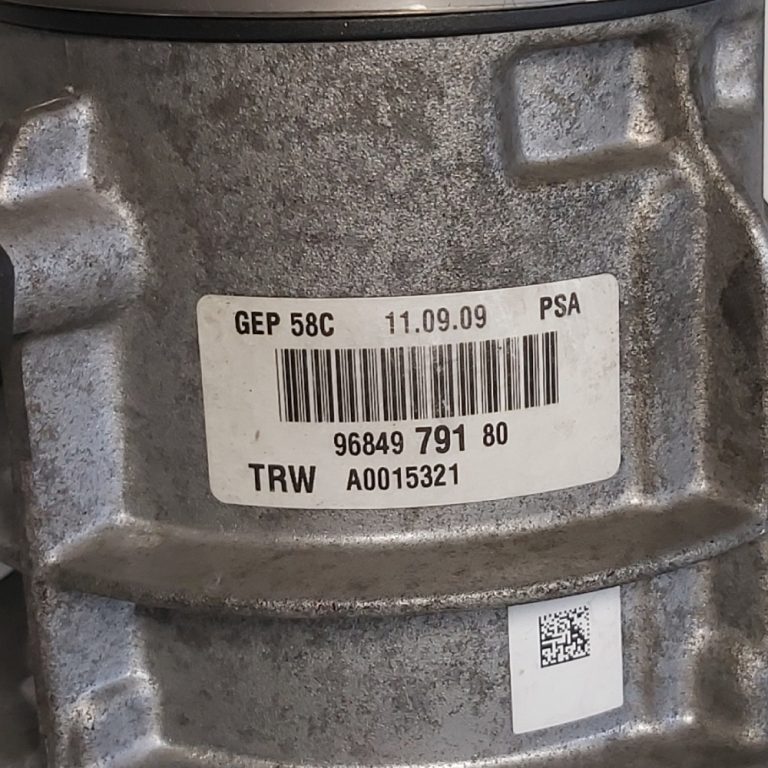 GEP 58C 11.09.09 PSA
96849 791 80
TRW A0015321